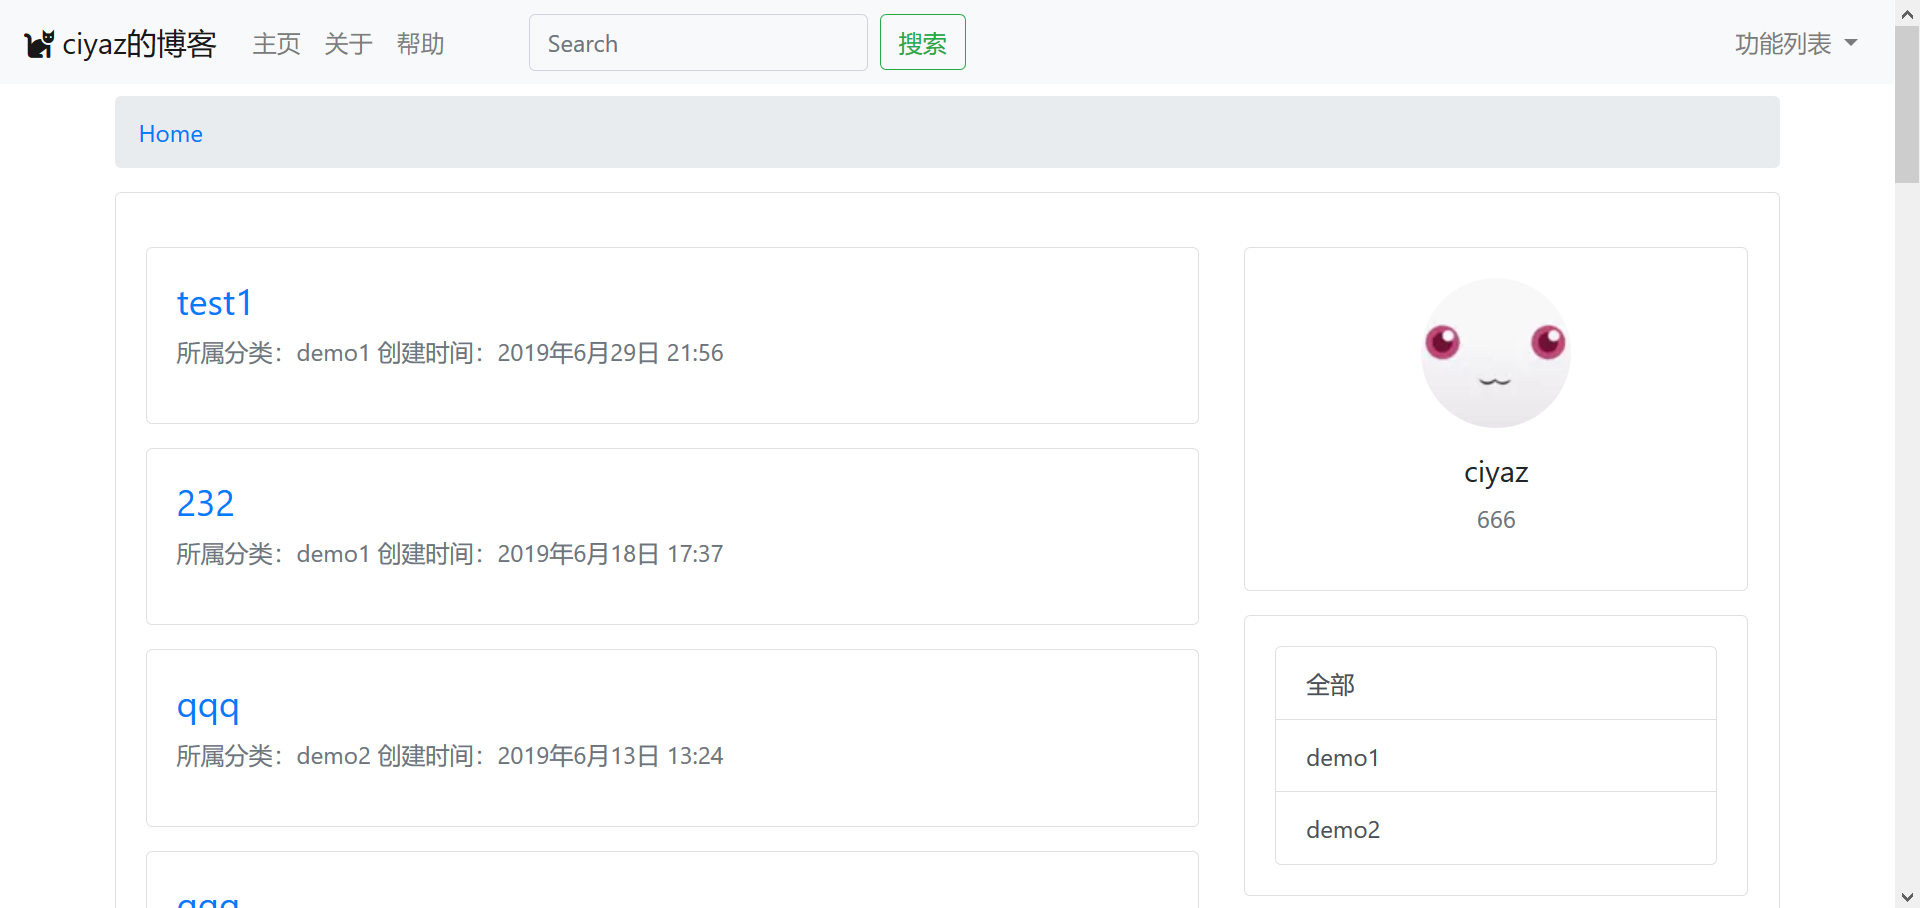 ciyaz的博客 主页 关于 帮助 Search 搜索 功能列表
Home
test1
所属分类：demo1 创建时间：2019年6月29日 21:56
232
所属分类：demo1 创建时间：2019年6月18日 17:37
qqq
所属分类：demo2 创建时间：2019年6月13日 13:24
qqq
ciyaz
666
全部
demo1
demo2